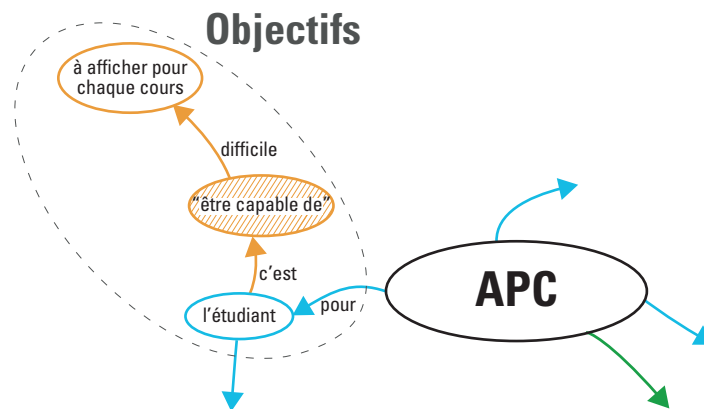 Objectifs
à afficher pour
chaque cours
difficile
“être capable de”
c’est
l’étudiant
pour
APC